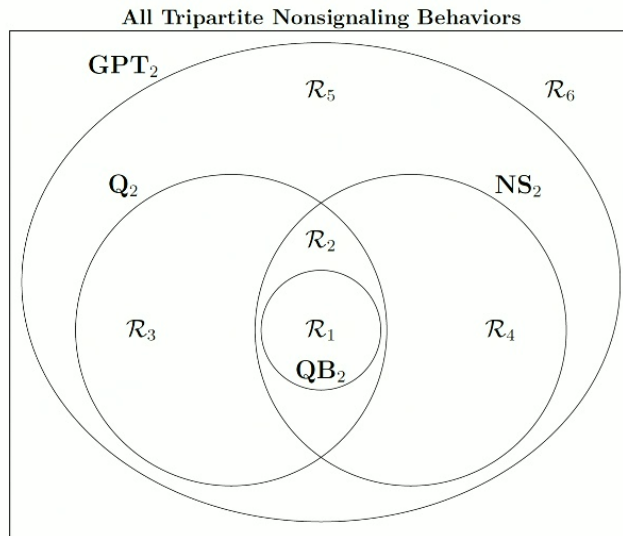 All Tripartite Nonsignaling Behaviors
GPT₂
ℛ₅
ℛ₆
Q₂
NS₂
ℛ₂
ℛ₃
ℛ₁
ℛ₄
QB₂